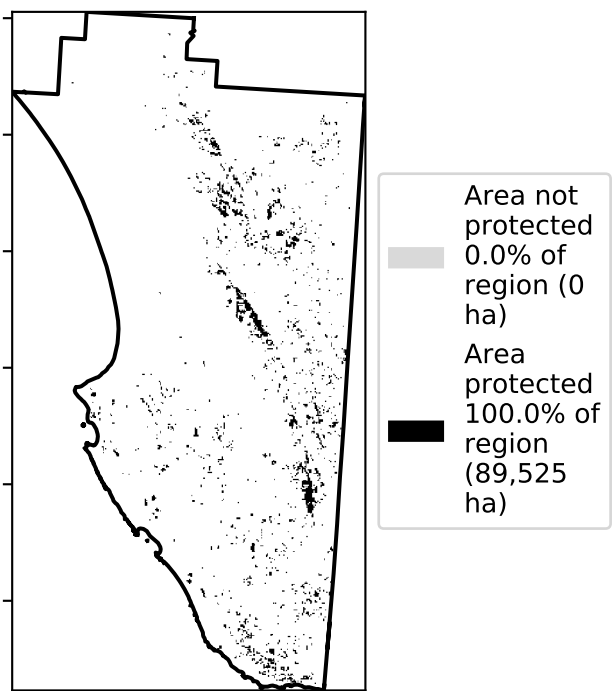 Area not
protected
0.0% of
region (0
ha)
Area
protected
100.0% of
region
(89,525
ha)